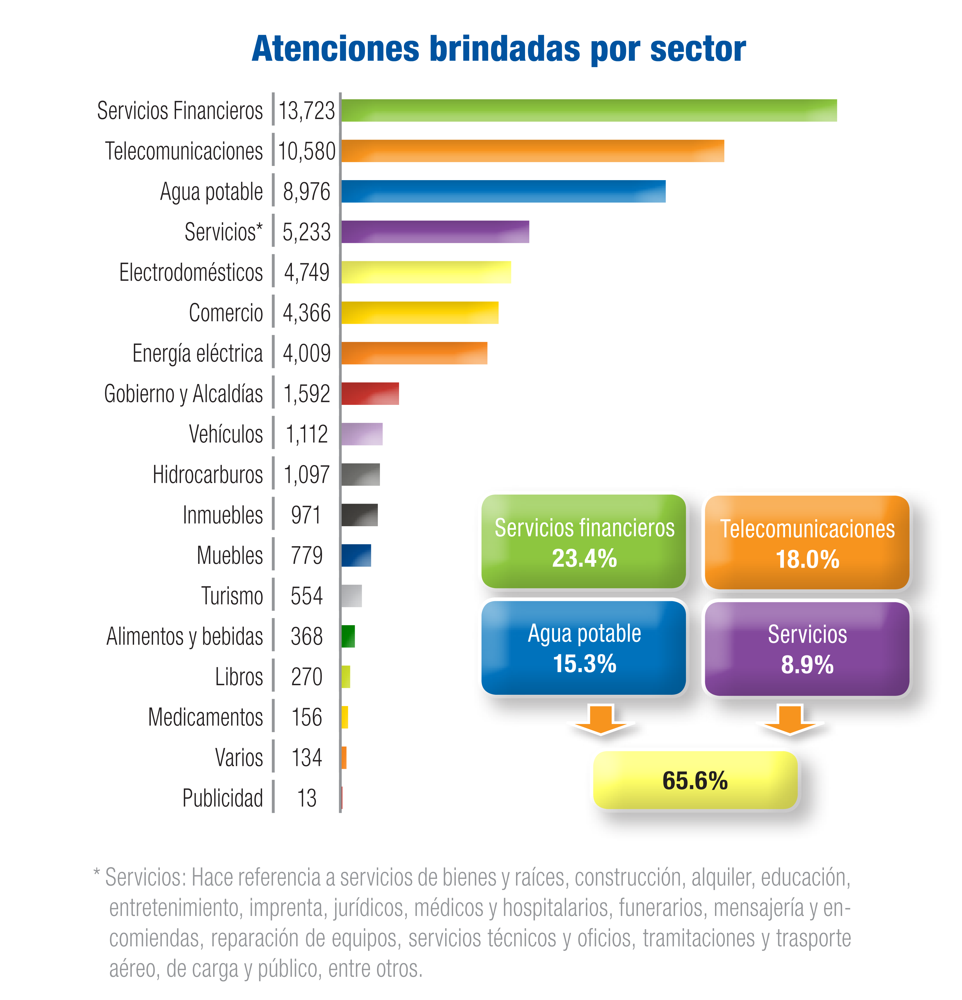 Atenciones brindadas por sector
Servicios Financieros 13,723
Telecomunicaciones 10,580
Agua potable 8,976
Servicios* 5,233
Electrodomésticos 4,749
Comercio 4,366
Energía eléctrica 4,009
Gobierno y Alcaldías 1,592
Vehículos 1,112
Hidrocarburos 1,097
Inmuebles 971
Muebles 779
Turismo 554
Alimentos y bebidas 368
Libros 270
Medicamentos 156
Varios 134
Publicidad 13
Servicios financieros
23.4%
Telecomunicaciones
18.0%
Agua potable
15.3%
Servicios
8.9%
65.6%
* Servicios: Hace referencia a servicios de bienes y raíces, construcción, alquiler, educación,
entretenimiento, imprenta, jurídicos, médicos y hospitalarios, funerarios, mensajería y en-
comiendas, reparación de equipos, servicios técnicos y oficios, tramitaciones y trasporte
aéreo, de carga y público, entre otros.